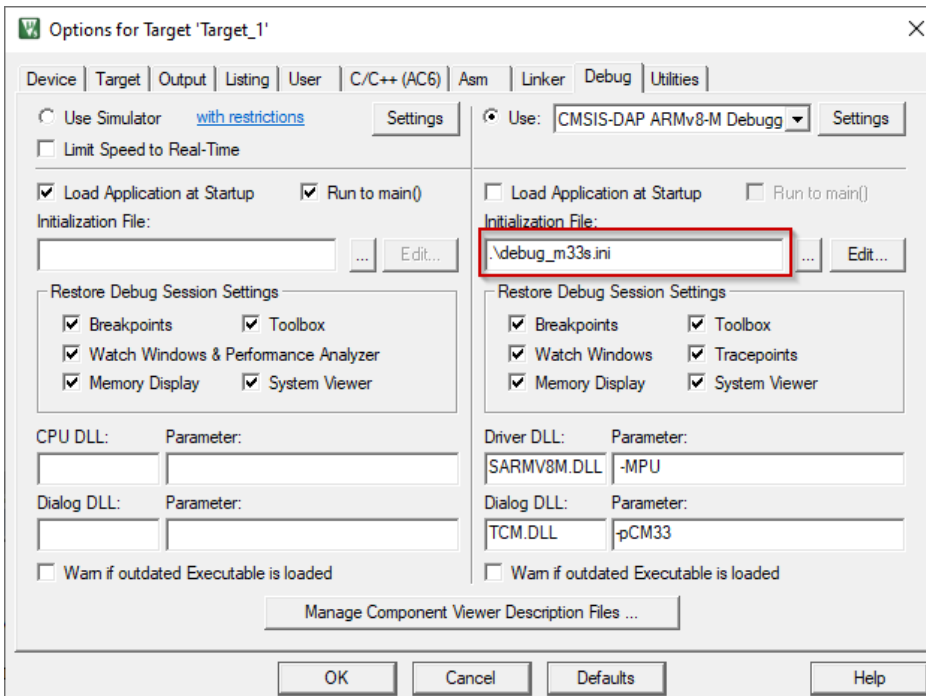 Options for Target 'Target_1'
Device Target Output Listing User C/C++ (AC6) Asm Linker Debug Utilities
Use Simulator with restrictions Settings
Limit Speed to Real-Time
Load Application at Startup Run to main()
Initialization File:
... Edit...
Restore Debug Session Settings
Breakpoints Toolbox
Watch Windows & Performance Analyzer
Memory Display System Viewer
CPU DLL: Parameter:
Dialog DLL: Parameter:
Warn if outdated Executable is loaded
Use: CMSIS-DAP ARMv8-M Debugg Settings
Load Application at Startup Run to main()
Initialization File:
.\debug_m33s.ini ... Edit...
Restore Debug Session Settings
Breakpoints Toolbox
Watch Windows Tracepoints
Memory Display System Viewer
Driver DLL: Parameter:
SARMV8M.DLL -MPU
Dialog DLL: Parameter:
TCM.DLL -pCM33
Warn if outdated Executable is loaded
Manage Component Viewer Description Files ...
OK Cancel Defaults Help